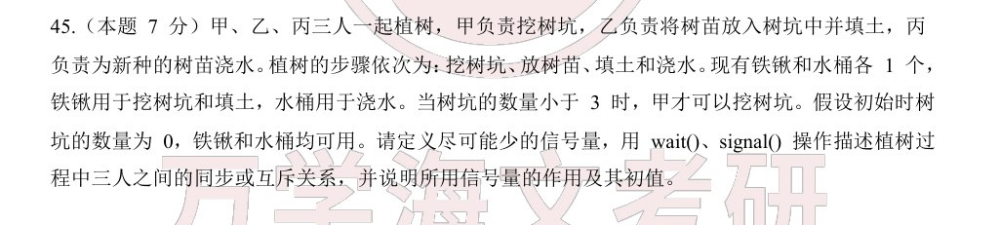 45.（本题 7 分）甲、乙、丙三人一起植树，甲负责挖树坑，乙负责将树苗放入树坑中并填土，丙
负责为新种的树苗浇水。植树的步骤依次为：挖树坑、放树苗、填土和浇水。现有铁锹和水桶各 1 个，
铁锹用于挖树坑和填土，水桶用于浇水。当树坑的数量小于 3 时，甲才可以挖树坑。假设初始时树
坑的数量为 0，铁锹和水桶均可用。请定义尽可能少的信号量，用 wait()、signal() 操作描述植树过
程中三人之间的同步或互斥关系，并说明所用信号量的作用及其初值。
万学海文考研